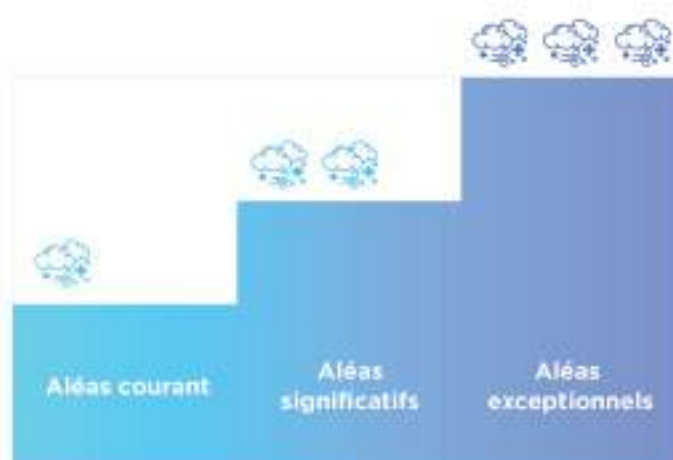 Aléas courant
Aléas
significatifs
Aléas
exceptionnels